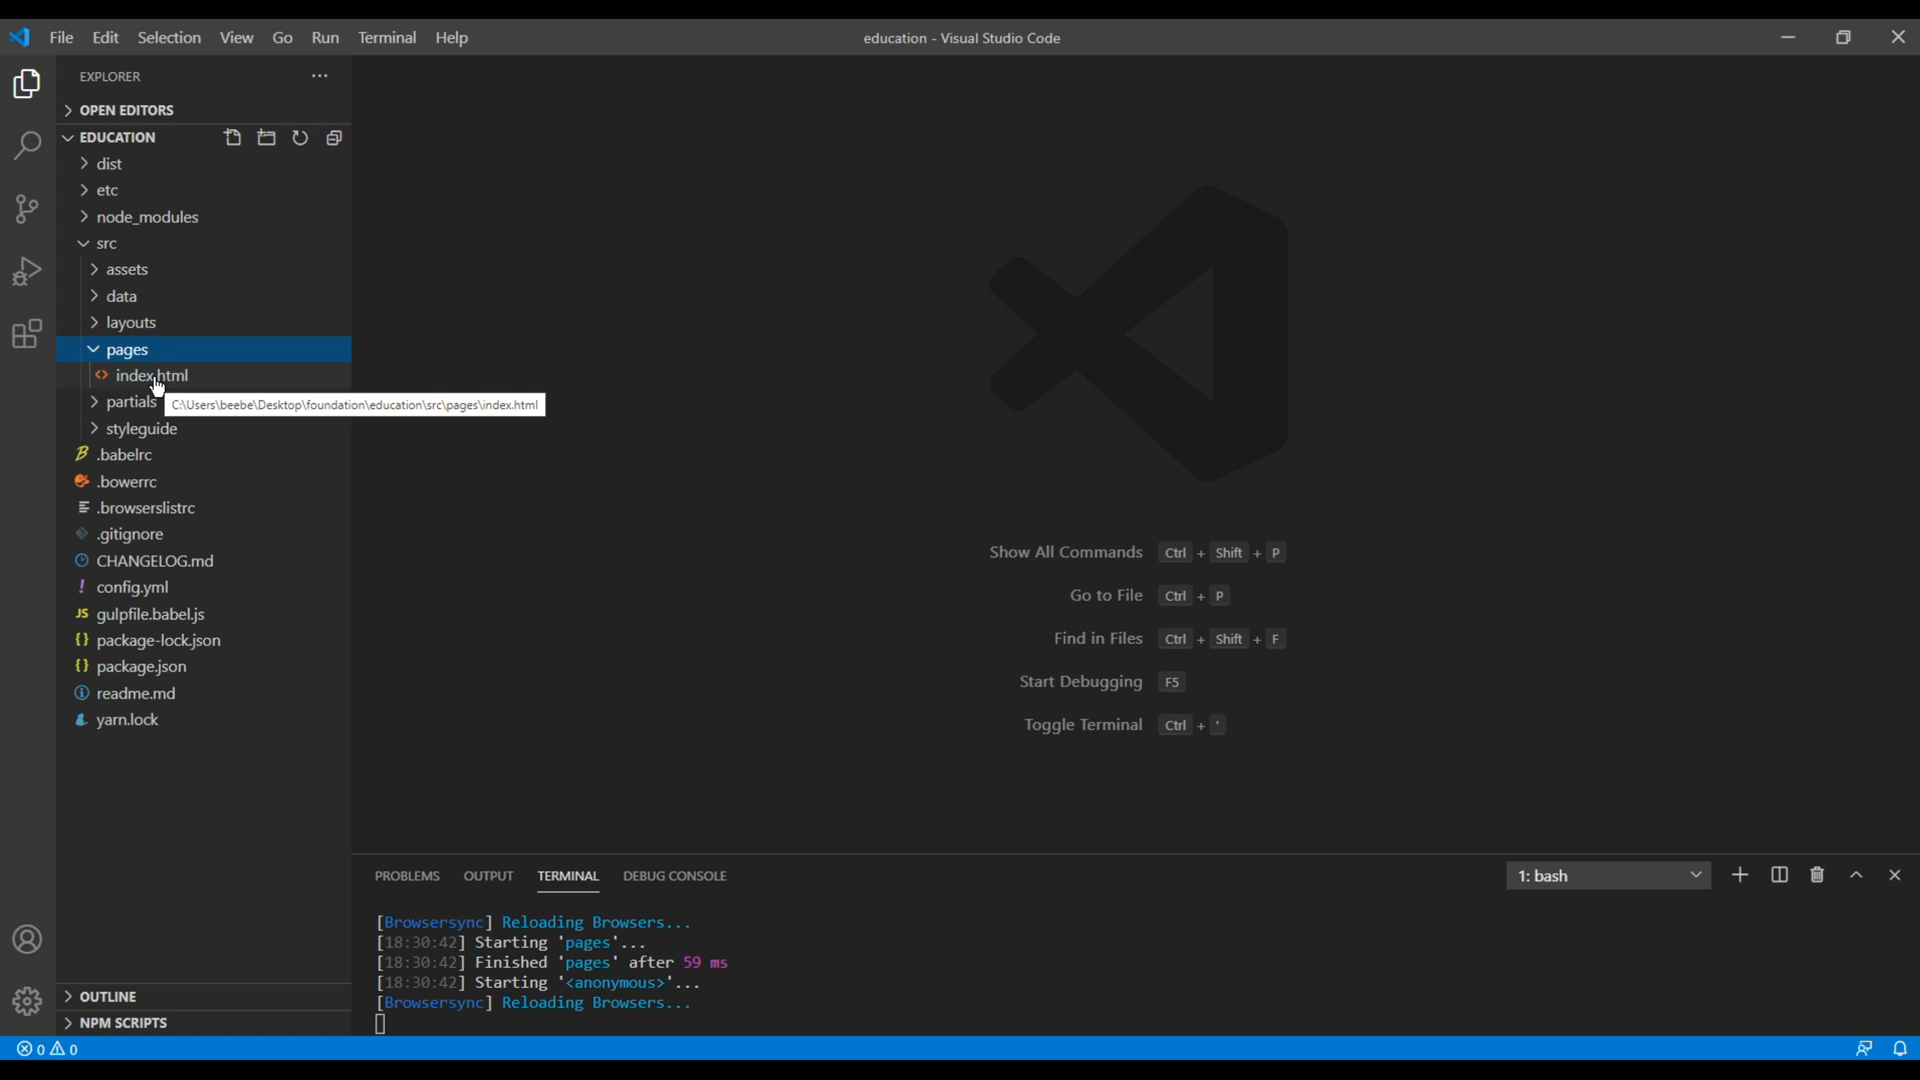 File Edit Selection View Go Run Terminal Help
education - Visual Studio Code
EXPLORER
OPEN EDITORS
EDUCATION
dist
etc
node_modules
src
assets
data
layouts
pages
index.html
partials
C:\Users\beebe\Desktop\foundation\education\src\pages\index.html
styleguide
.babelrc
.bowerrc
.browserslistrc
.gitignore
CHANGELOG.md
! config.yml
JS gulpfile.babel.js
{} package-lock.json
{} package.json
readme.md
yarn.lock
OUTLINE
NPM SCRIPTS
Show All Commands Ctrl + Shift + P
Go to File Ctrl + P
Find in Files Ctrl + Shift + F
Start Debugging F5
Toggle Terminal Ctrl + '
PROBLEMS OUTPUT TERMINAL DEBUG CONSOLE
1: bash
[Browsersync] Reloading Browsers...
[18:30:42] Starting 'pages'...
[18:30:42] Finished 'pages' after 59 ms
[18:30:42] Starting '<anonymous>'...
[Browsersync] Reloading Browsers...
0 0